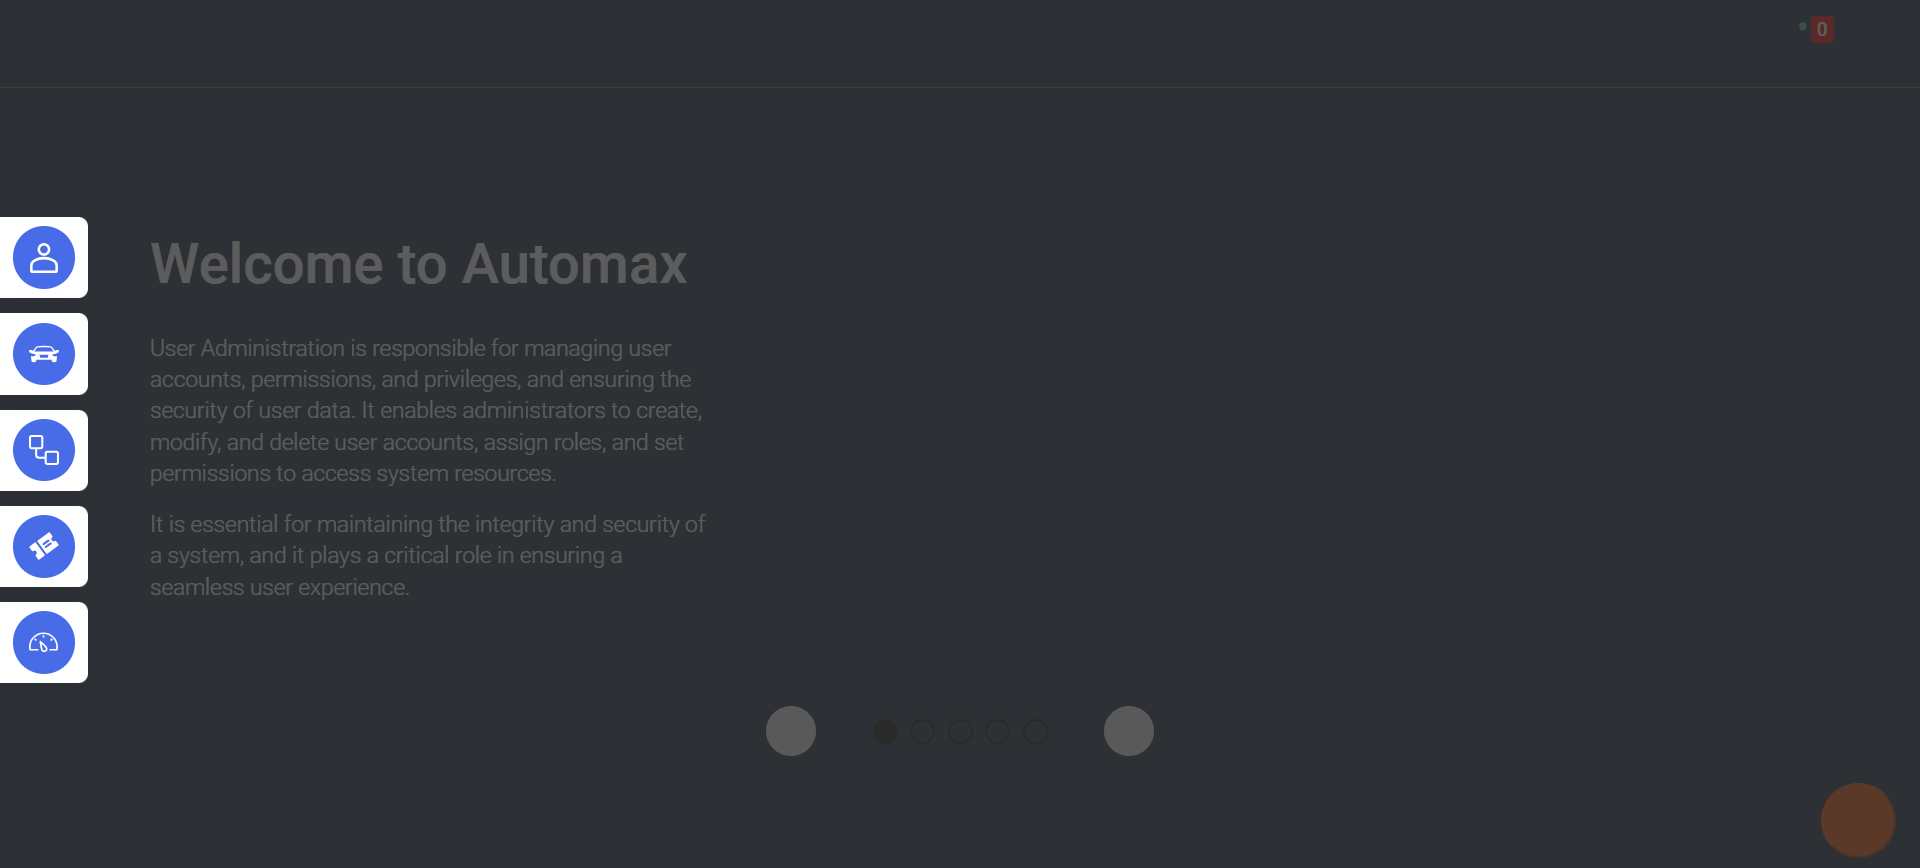 0
Welcome to Automax
User Administration is responsible for managing user
accounts, permissions, and privileges, and ensuring the
security of user data. It enables administrators to create,
modify, and delete user accounts, assign roles, and set
permissions to access system resources.
It is essential for maintaining the integrity and security of
a system, and it plays a critical role in ensuring a
seamless user experience.